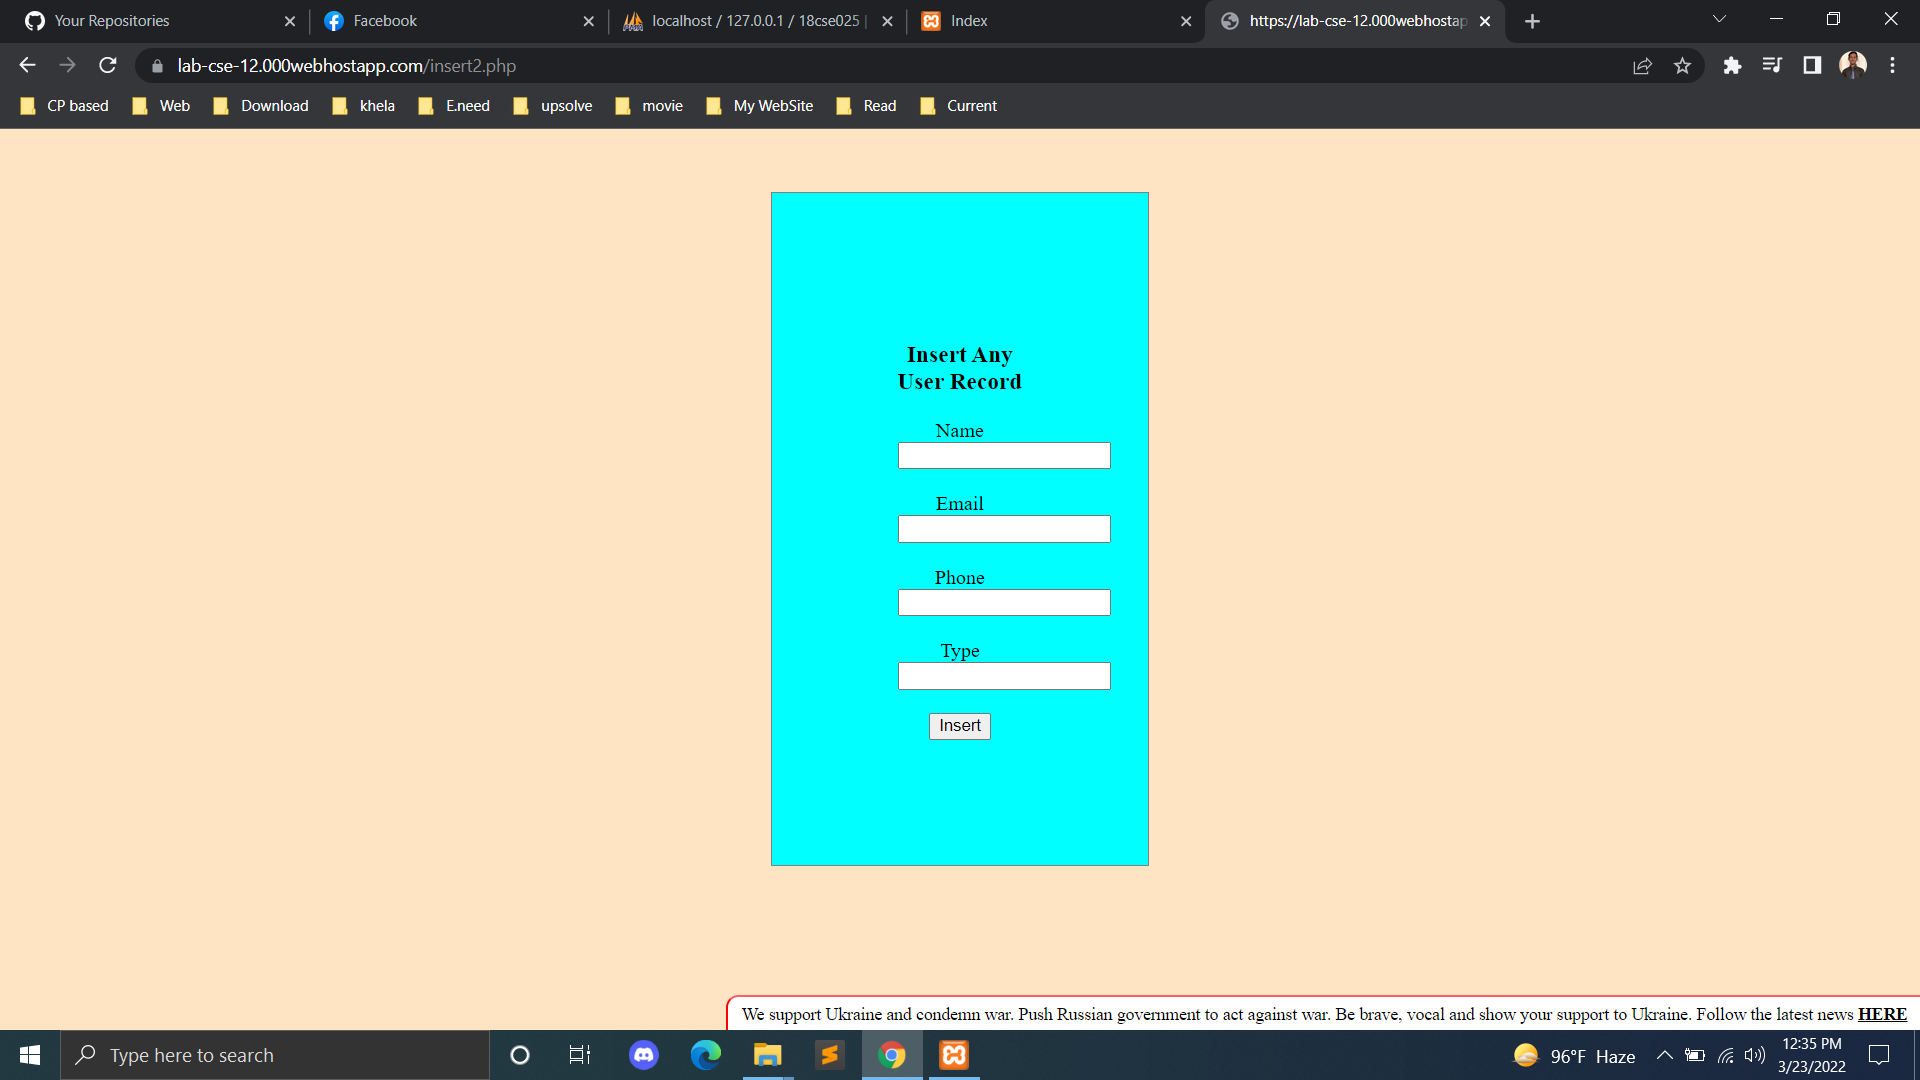 Your Repositories
Facebook
localhost / 127.0.0.1 / 18cse025 |
Index
https://lab-cse-12.000webhostap
lab-cse-12.000webhostapp.com/insert2.php
CP based
Web
Download
khela
E.need
upsolve
movie
My WebSite
Read
Current
Insert Any
User Record
Name
Email
Phone
Type
Insert
We support Ukraine and condemn war. Push Russian government to act against war. Be brave, vocal and show your support to Ukraine. Follow the latest news HERE
Type here to search
96°F Haze
12:35 PM
3/23/2022